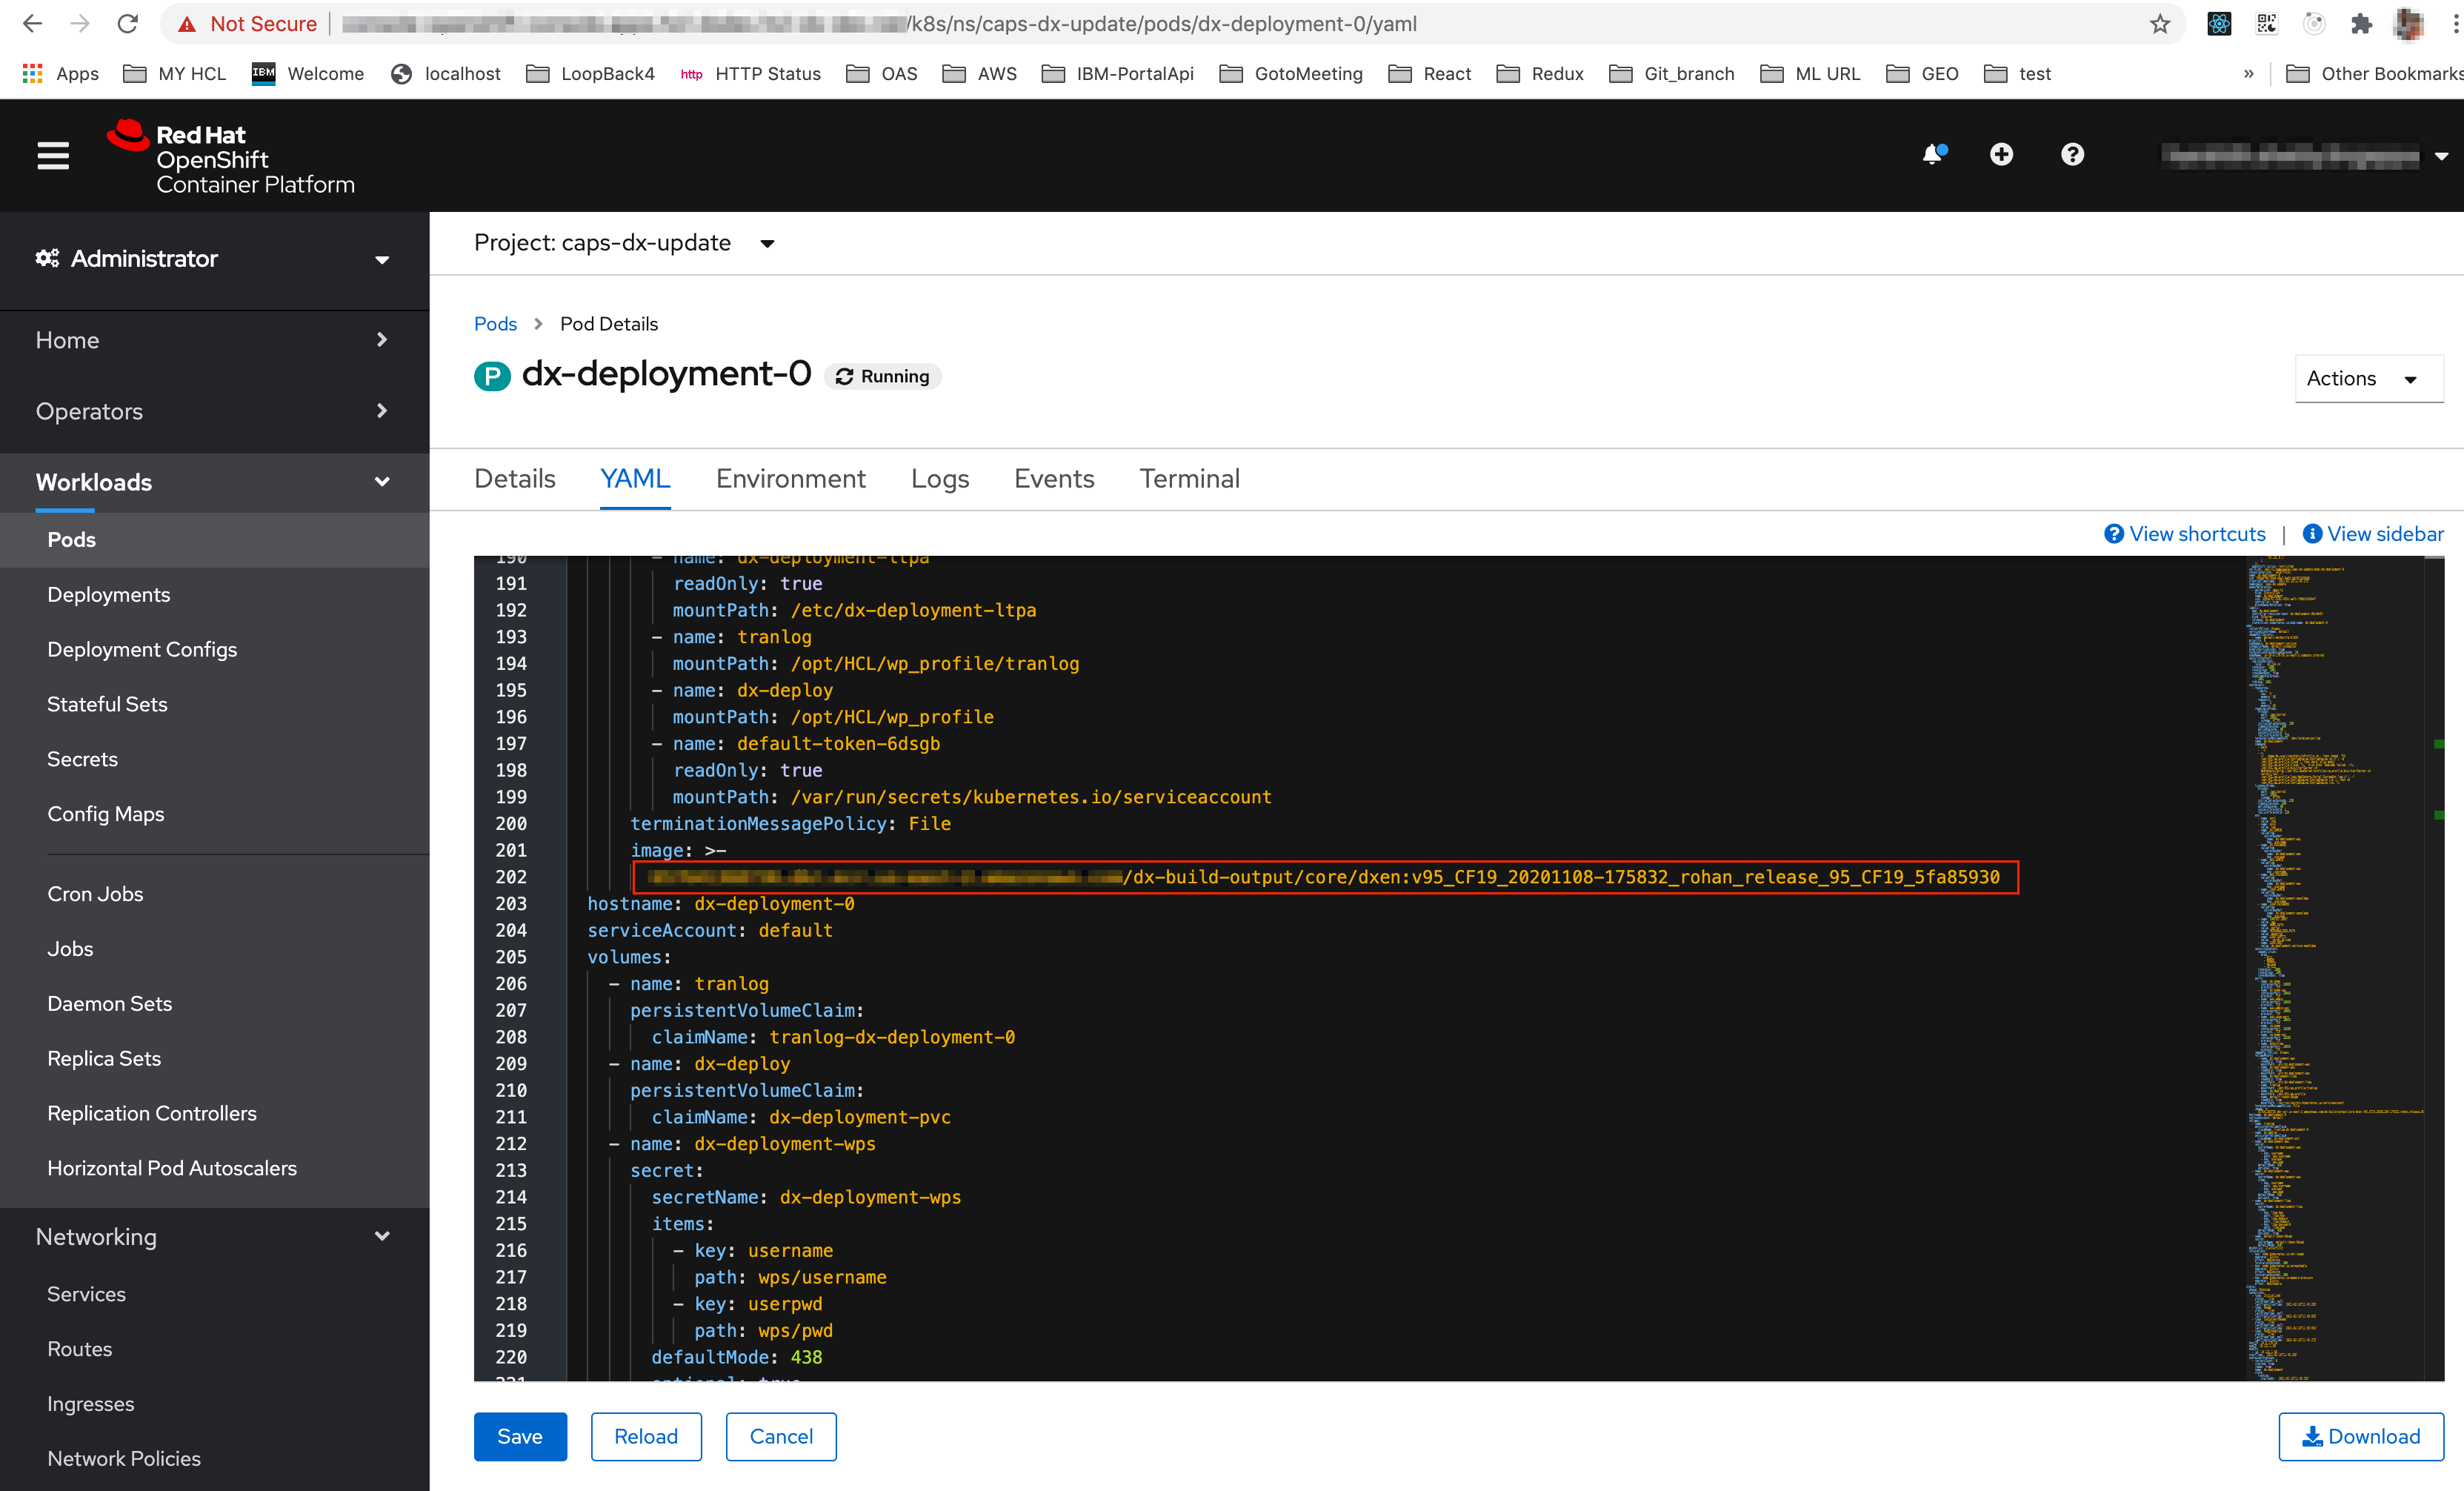 Not Secure | /k8s/ns/caps-dx-update/pods/dx-deployment-0/yaml
Apps MY HCL IBM Welcome localhost LoopBack4 http HTTP Status OAS AWS IBM-PortalApi GotoMeeting React Redux Git_branch ML URL GEO test » Other Bookmarks
Red Hat
OpenShift
Container Platform
Administrator
Home
Operators
Workloads
Pods
Deployments
Deployment Configs
Stateful Sets
Secrets
Config Maps
Cron Jobs
Jobs
Daemon Sets
Replica Sets
Replication Controllers
Horizontal Pod Autoscalers
Networking
Services
Routes
Ingresses
Network Policies
Project: caps-dx-update
Pods > Pod Details
P dx-deployment-0 Running
Actions
Details YAML Environment Logs Events Terminal
View shortcuts | View sidebar
190 - name: dx-deployment-ltpa
191 readOnly: true
192 mountPath: /etc/dx-deployment-ltpa
193 - name: tranlog
194 mountPath: /opt/HCL/wp_profile/tranlog
195 - name: dx-deploy
196 mountPath: /opt/HCL/wp_profile
197 - name: default-token-6dsgb
198 readOnly: true
199 mountPath: /var/run/secrets/kubernetes.io/serviceaccount
200 terminationMessagePolicy: File
201 image: >-
202 /dx-build-output/core/dxen:v95_CF19_20201108-175832_rohan_release_95_CF19_5fa85930
203 hostname: dx-deployment-0
204 serviceAccount: default
205 volumes:
206 - name: tranlog
207 persistentVolumeClaim:
208 claimName: tranlog-dx-deployment-0
209 - name: dx-deploy
210 persistentVolumeClaim:
211 claimName: dx-deployment-pvc
212 - name: dx-deployment-wps
213 secret:
214 secretName: dx-deployment-wps
215 items:
216 - key: username
217 path: wps/username
218 - key: userpwd
219 path: wps/pwd
220 defaultMode: 438
221 optional: true
Save Reload Cancel Download